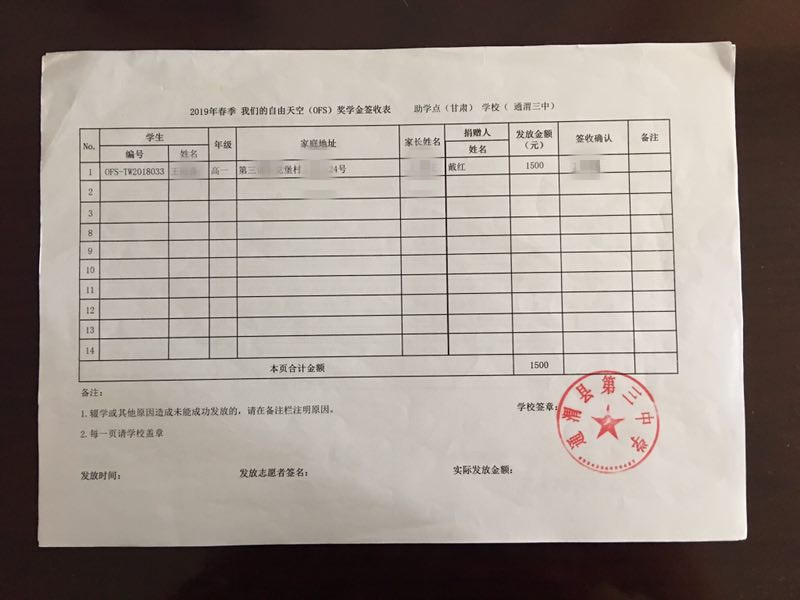 2019年春季 我们的自由天空（OFS）奖学金签收表 助学点（甘肃） 学校（ 通渭三中）
No. 学生 年级 家庭地址 家长姓名 捐赠人 发放金额（元） 签收确认 备注
编号 姓名 姓名
1 OFS-TW2018033 王 高一 第三 堡村 24号 戴红 1500
2
3
8
9
10
11
12
13
14
本页合计金额 1500
备注：
1.辍学或其他原因造成未能成功发放的，请在备注栏注明原因。
2.每一页请学校盖章
学校签章：
通渭县第三中学
发放时间： 发放志愿者签名： 实际发放金额：